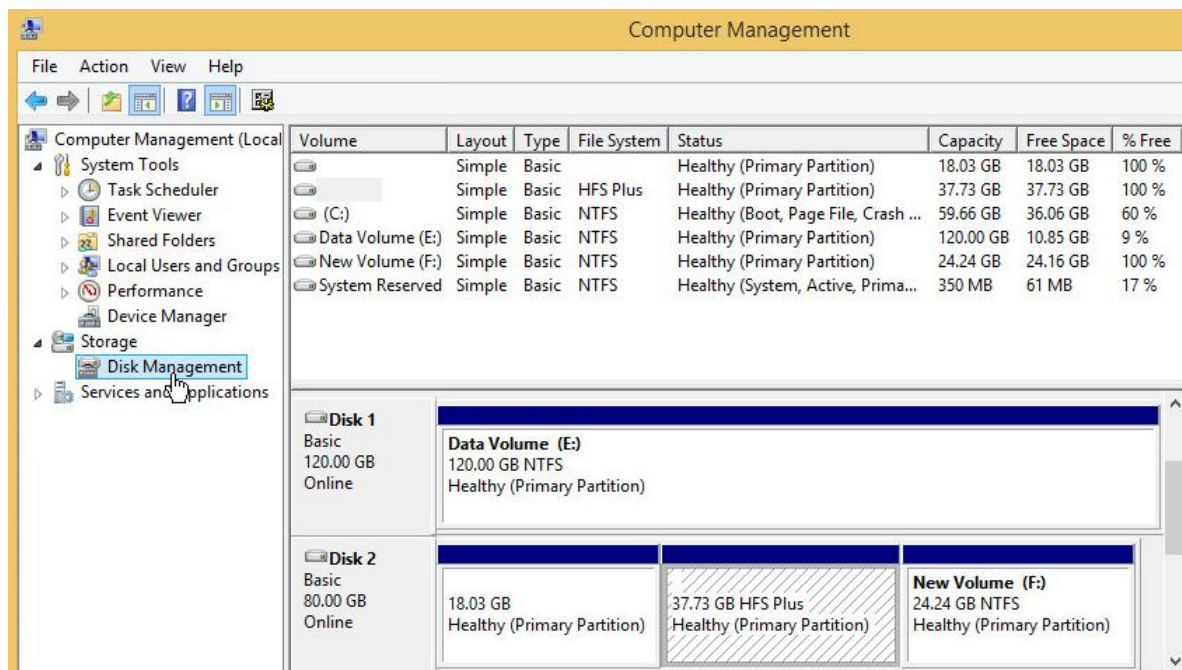 Computer Management
File Action View Help
Computer Management (Local
System Tools
Task Scheduler
Event Viewer
Shared Folders
Local Users and Groups
Performance
Device Manager
Storage
Disk Management
Services and Applications
Volume Layout Type File System Status Capacity Free Space % Free
Simple Basic Healthy (Primary Partition) 18.03 GB 18.03 GB 100 %
Simple Basic HFS Plus Healthy (Primary Partition) 37.73 GB 37.73 GB 100 %
(C:) Simple Basic NTFS Healthy (Boot, Page File, Crash ... 59.66 GB 36.06 GB 60 %
Data Volume (E:) Simple Basic NTFS Healthy (Primary Partition) 120.00 GB 10.85 GB 9 %
New Volume (F:) Simple Basic NTFS Healthy (Primary Partition) 24.24 GB 24.16 GB 100 %
System Reserved Simple Basic NTFS Healthy (System, Active, Prima... 350 MB 61 MB 17 %
Disk 1
Basic
120.00 GB
Online
Data Volume (E:)
120.00 GB NTFS
Healthy (Primary Partition)
Disk 2
Basic
80.00 GB
Online
18.03 GB
Healthy (Primary Partition)
37.73 GB HFS Plus
Healthy (Primary Partition)
New Volume (F:)
24.24 GB NTFS
Healthy (Primary Partition)